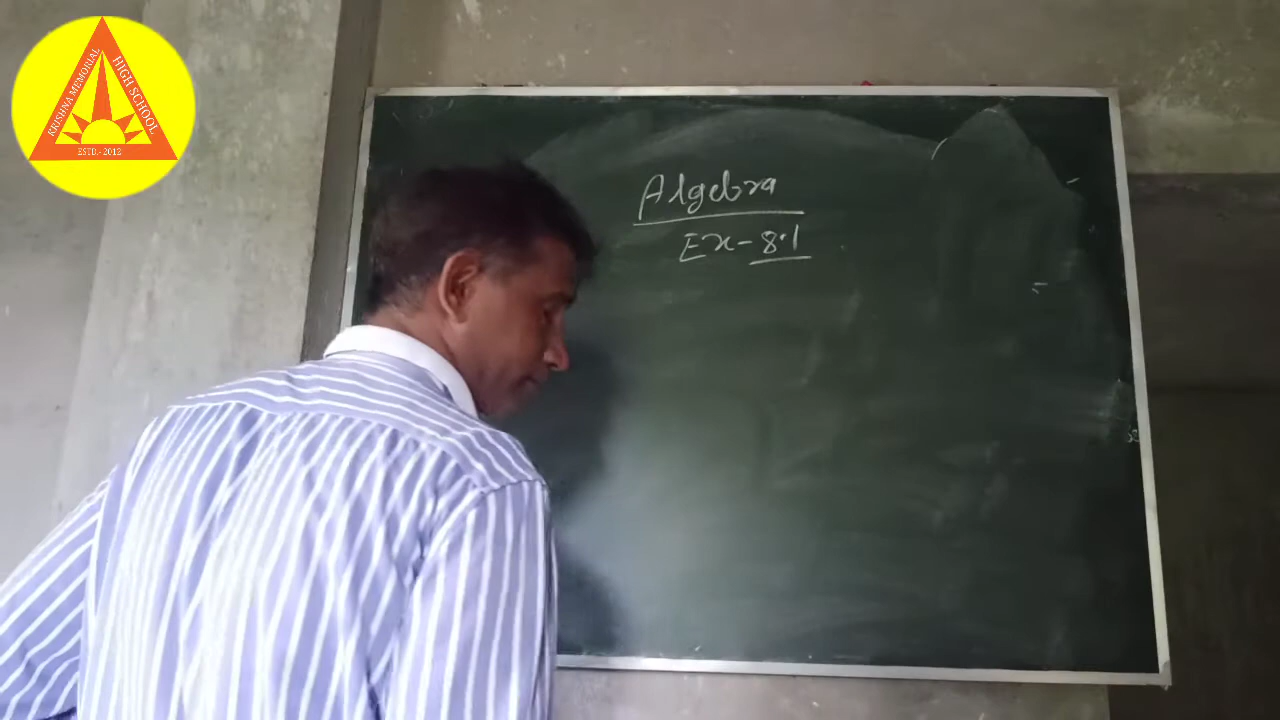 KRISHNA MEMORIAL
HIGH SCHOOL
ESTD.- 2012
Algebra
Ex-8.1